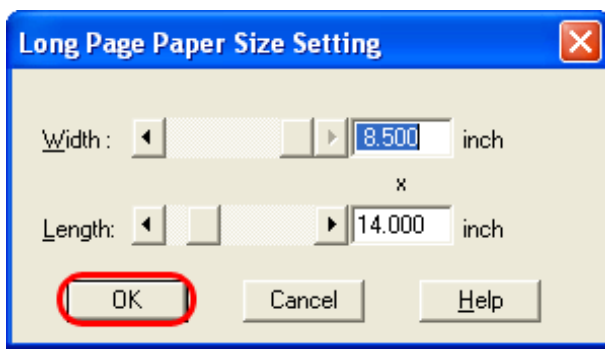 Long Page Paper Size Setting
Width : 8.500 inch
x
Length: 14.000 inch
OK Cancel Help